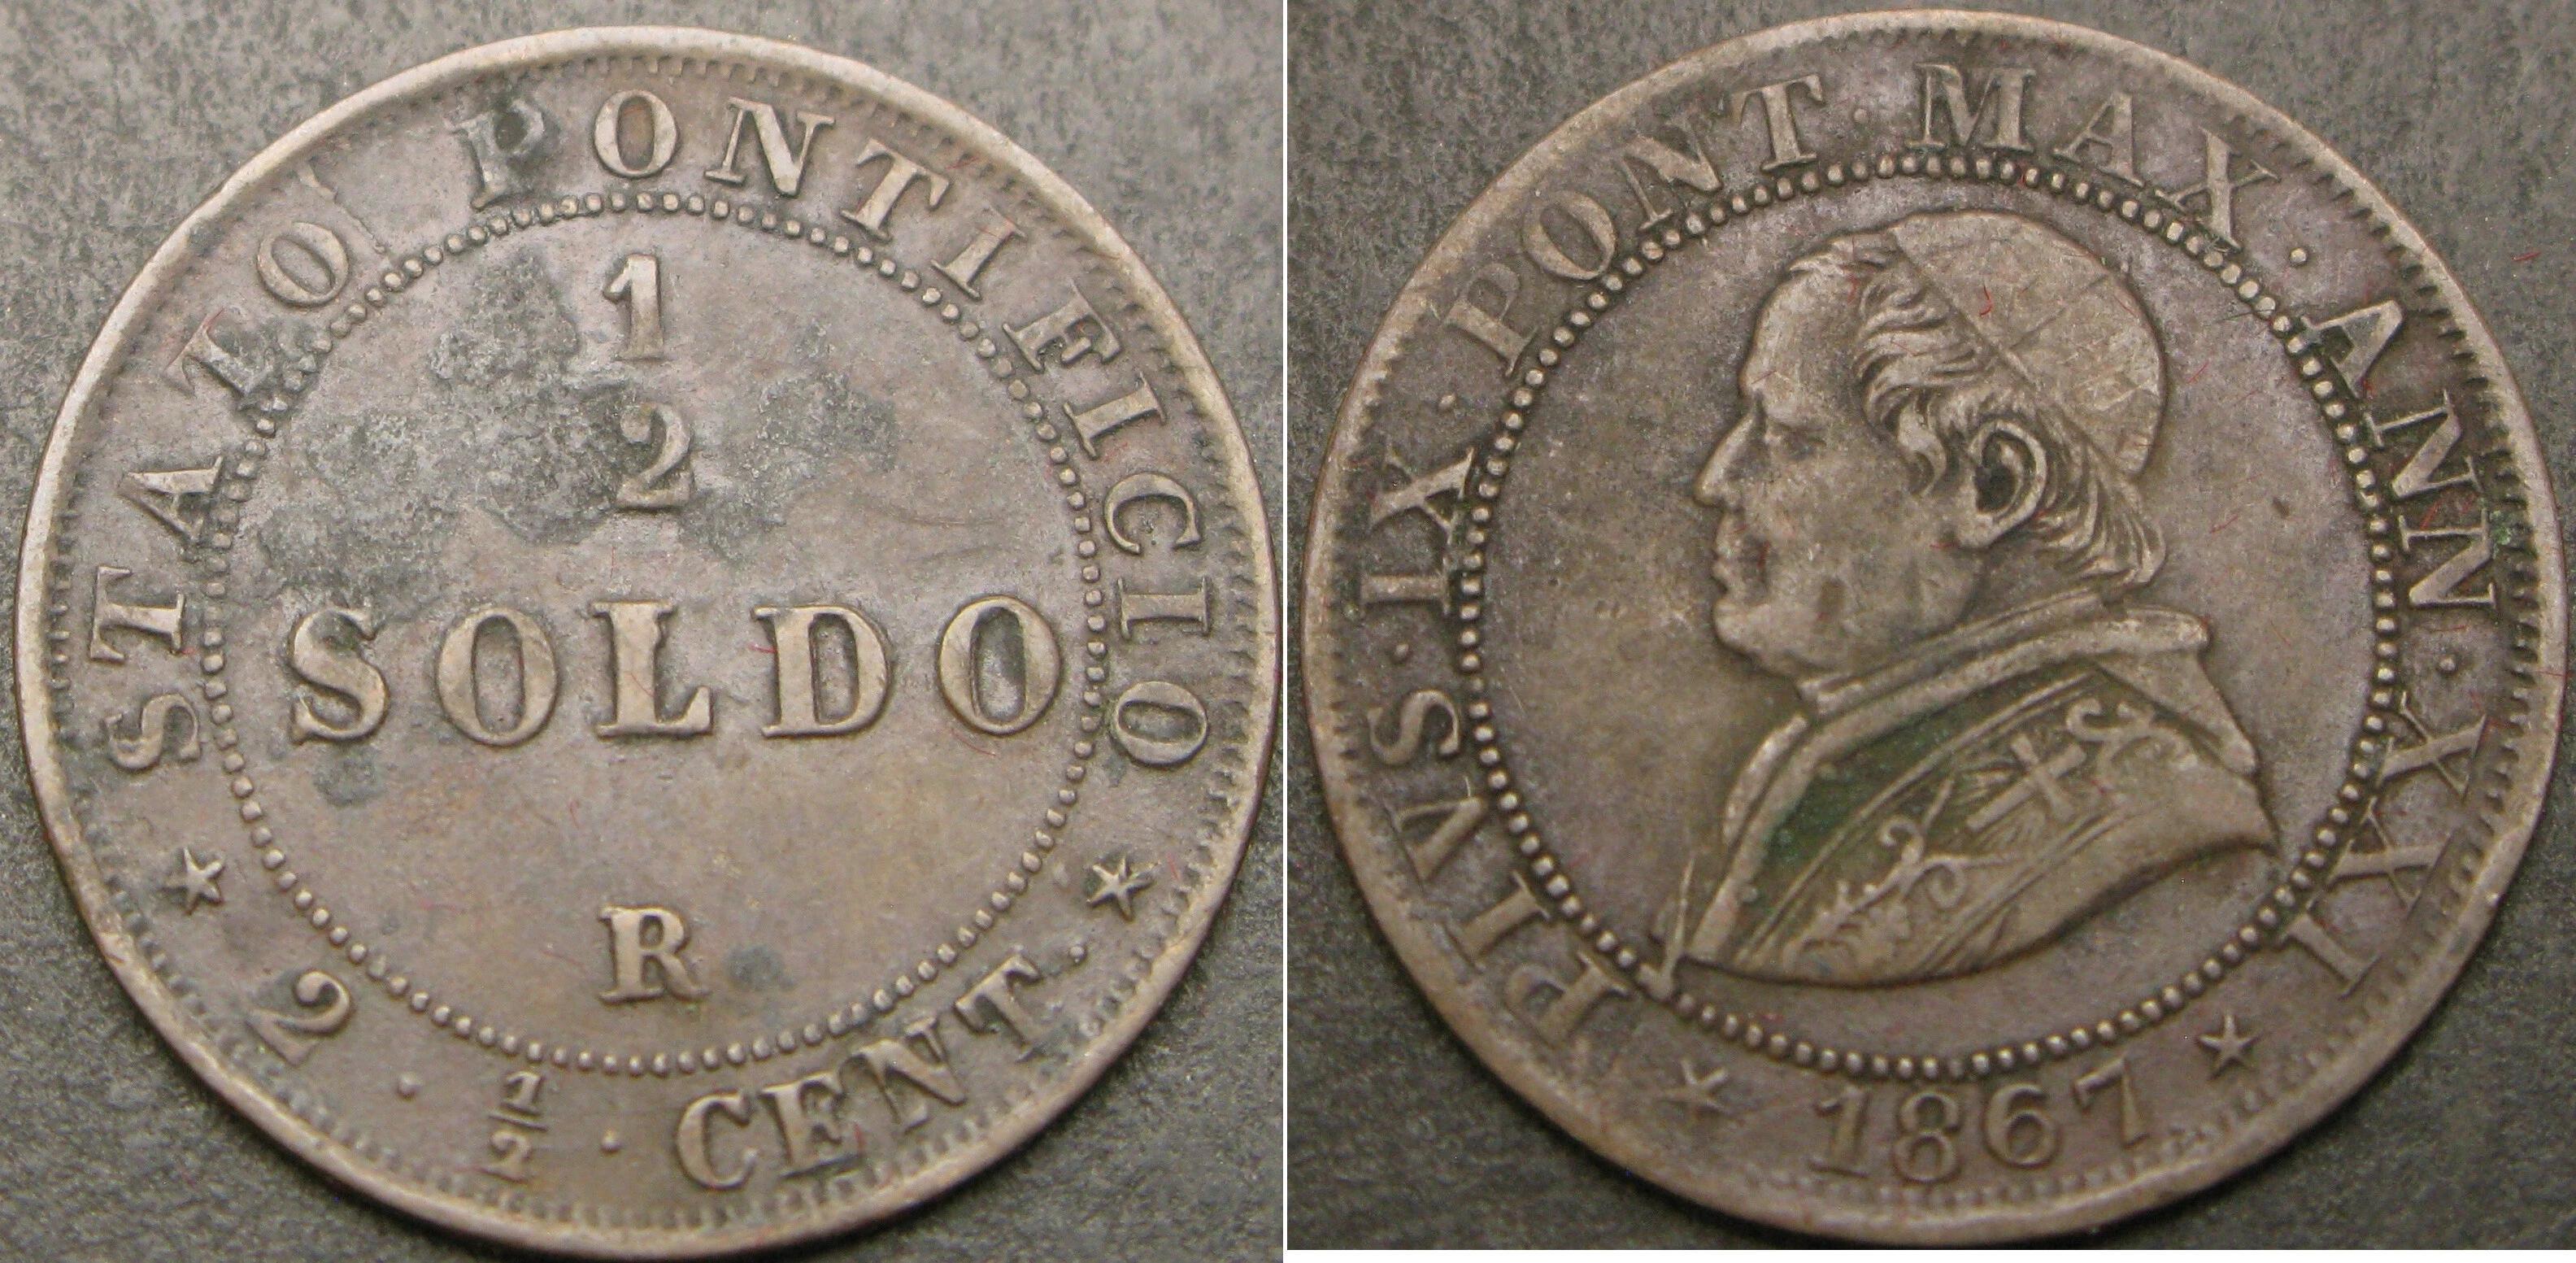 STATO PONTIFICIO
1
2
SOLDO
R
2 · 1/2 · CENT.
PIVS · IX · PONT · MAX · ANN · XXI
1867